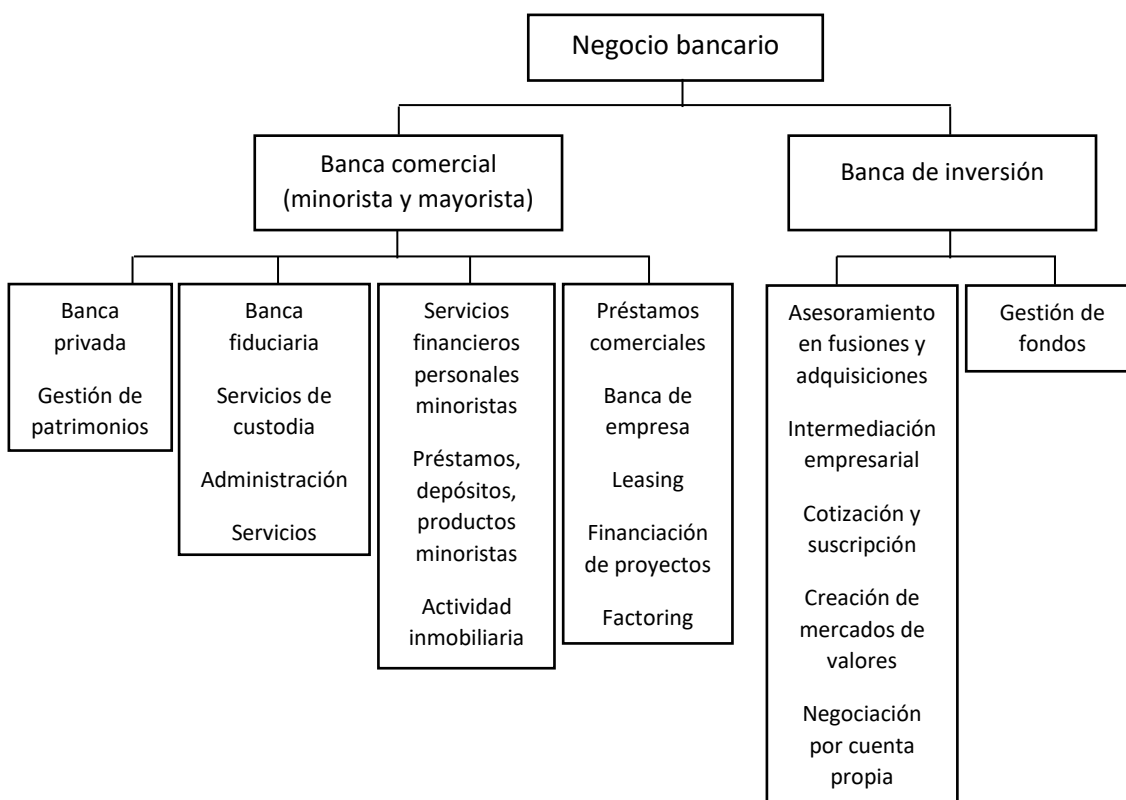 Negocio bancario
Banca comercial
(minorista y mayorista)
Banca de inversión
Banca
privada
Gestión de
patrimonios
Banca
fiduciaria
Servicios de
custodia
Administración
Servicios
Servicios
financieros
personales
minoristas
Préstamos,
depósitos,
productos
minoristas
Actividad
inmobiliaria
Préstamos
comerciales
Banca de
empresa
Leasing
Financiación
de proyectos
Factoring
Asesoramiento
en fusiones y
adquisiciones
Intermediación
empresarial
Cotización y
suscripción
Creación de
mercados de
valores
Negociación
por cuenta
propia
Gestión de
fondos